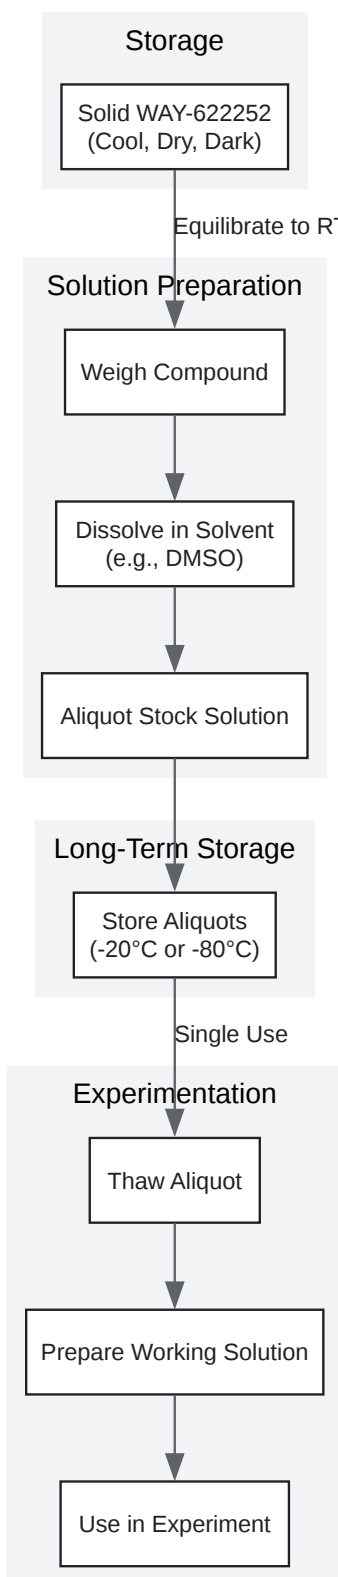 Storage
Solid WAY-622252
(Cool, Dry, Dark)
Equilibrate to RT
Solution Preparation
Weigh Compound
Dissolve in Solvent
(e.g., DMSO)
Aliquot Stock Solution
Long-Term Storage
Store Aliquots
(-20°C or -80°C)
Single Use
Experimentation
Thaw Aliquot
Prepare Working Solution
Use in Experiment